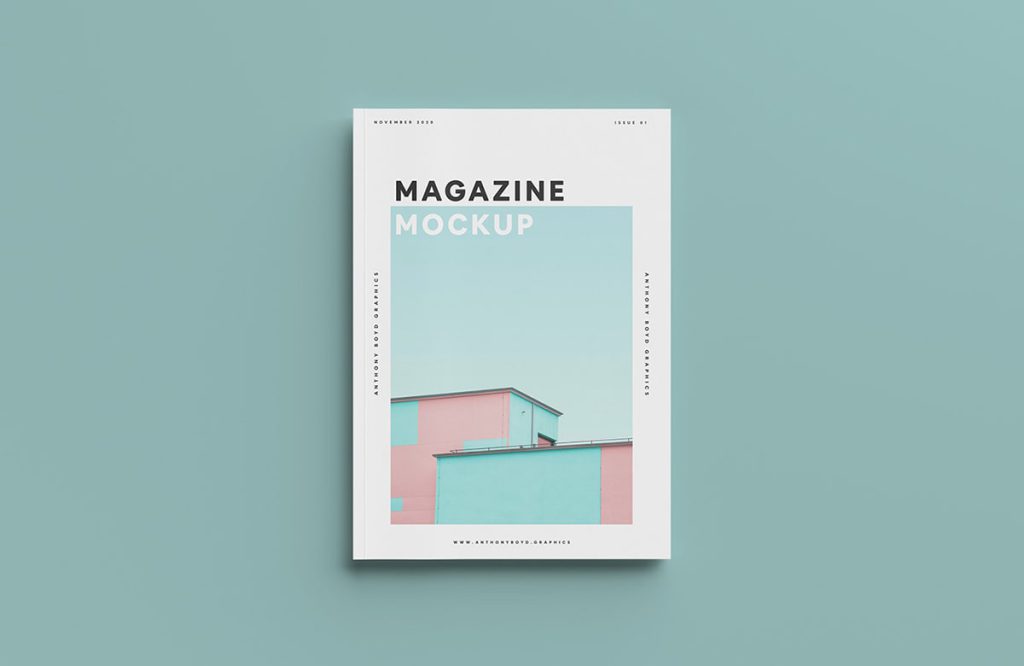 NOVEMBER 2020
ISSUE 01
MAGAZINE
MOCKUP
ANTHONY BOYD GRAPHICS
ANTHONY BOYD GRAPHICS
WWW.ANTHONYBOYD.GRAPHICS